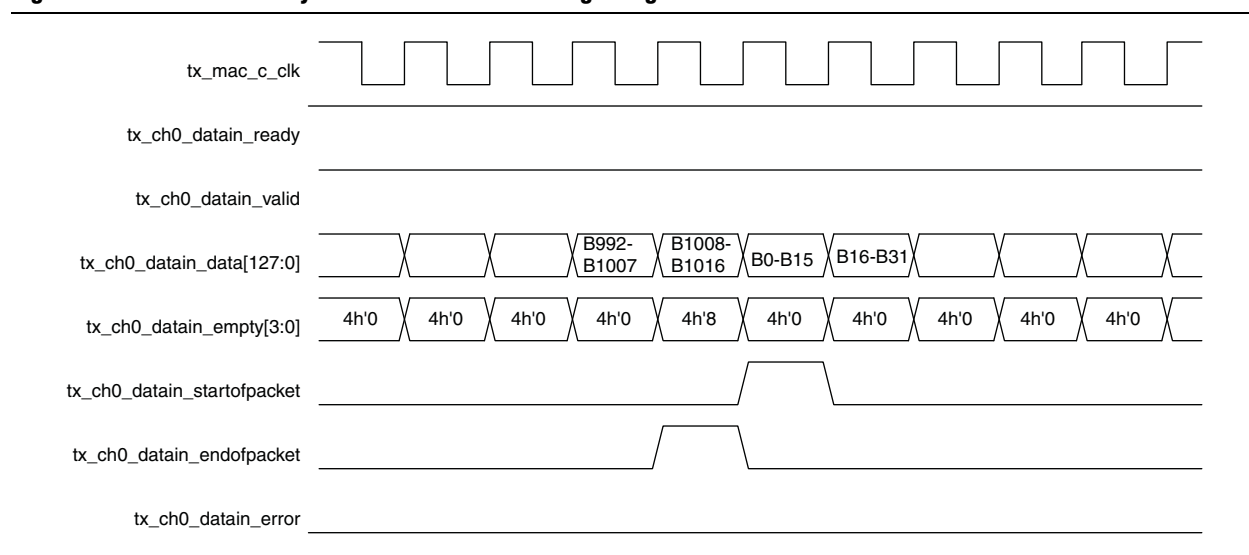 tx_mac_c_clk
tx_ch0_datain_ready
tx_ch0_datain_valid
tx_ch0_datain_data[127:0]
B992-
B1007
B1008-
B1016
B0-B15
B16-B31
tx_ch0_datain_empty[3:0]
4h'0 4h'0 4h'0 4h'0 4h'8 4h'0 4h'0 4h'0 4h'0 4h'0
tx_ch0_datain_startofpacket
tx_ch0_datain_endofpacket
tx_ch0_datain_error